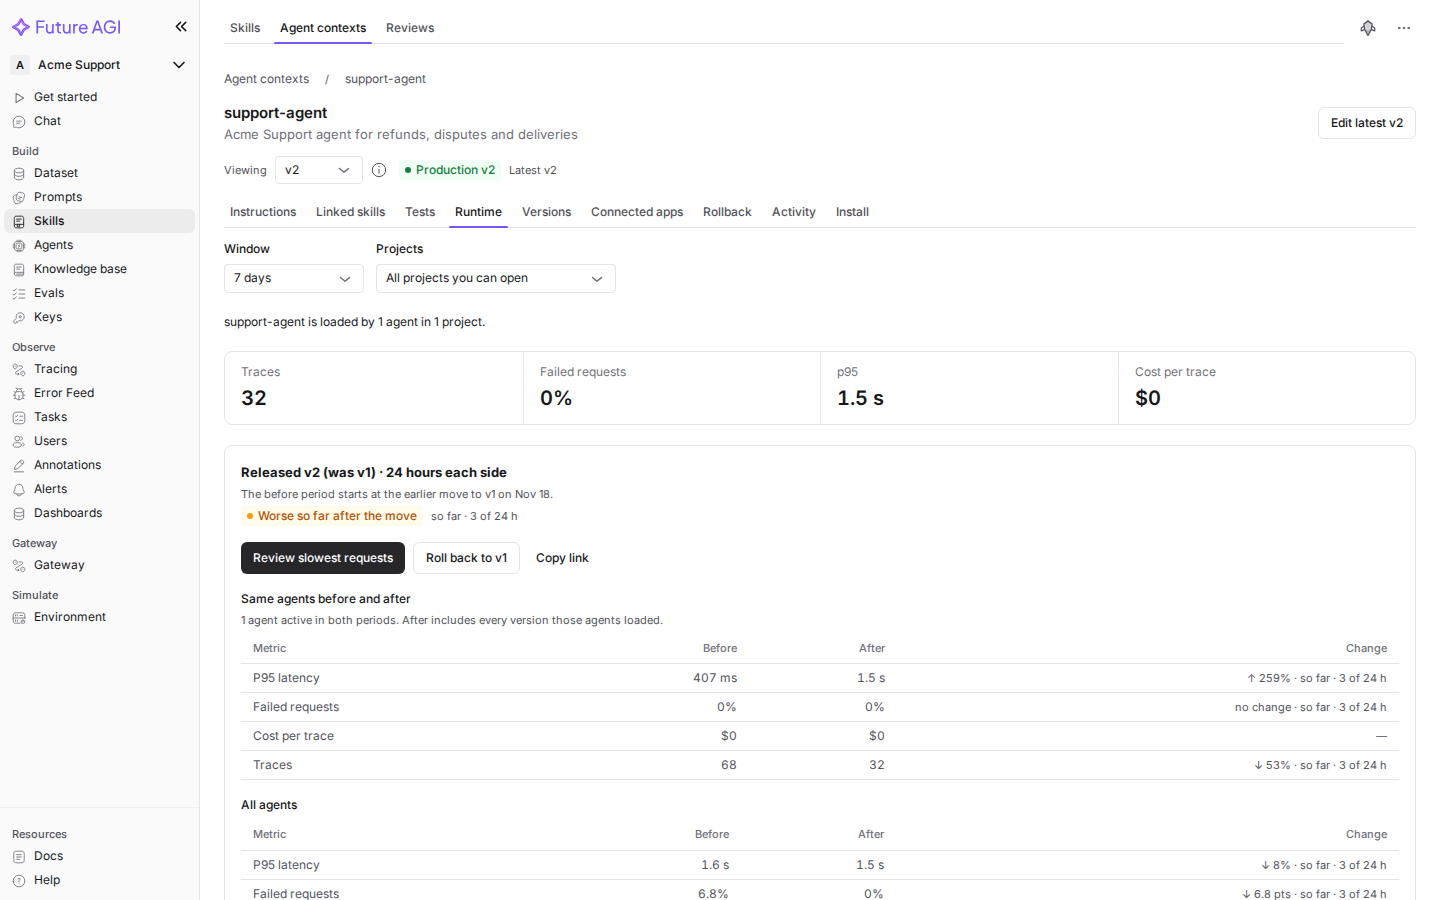 Future AGI
A Acme Support
Get started
Chat
Build
Dataset
Prompts
Skills
Agents
Knowledge base
Evals
Keys
Observe
Tracing
Error Feed
Tasks
Users
Annotations
Alerts
Dashboards
Gateway
Gateway
Simulate
Environment
Resources
Docs
Help
Skills Agent contexts Reviews
Agent contexts / support-agent
support-agent
Acme Support agent for refunds, disputes and deliveries
Edit latest v2
Viewing v2 Production v2 Latest v2
Instructions Linked skills Tests Runtime Versions Connected apps Rollback Activity Install
Window Projects
7 days All projects you can open
support-agent is loaded by 1 agent in 1 project.
Traces Failed requests p95 Cost per trace
32 0% 1.5 s $0
Released v2 (was v1) · 24 hours each side
The before period starts at the earlier move to v1 on Nov 18.
Worse so far after the move so far · 3 of 24 h
Review slowest requests Roll back to v1 Copy link
Same agents before and after
1 agent active in both periods. After includes every version those agents loaded.
Metric Before After Change
P95 latency 407 ms 1.5 s ↑ 259% · so far · 3 of 24 h
Failed requests 0% 0% no change · so far · 3 of 24 h
Cost per trace $0 $0 —
Traces 68 32 ↓ 53% · so far · 3 of 24 h
All agents
Metric Before After Change
P95 latency 1.6 s 1.5 s ↓ 8% · so far · 3 of 24 h
Failed requests 6.8% 0% ↓ 6.8 pts · so far · 3 of 24 h